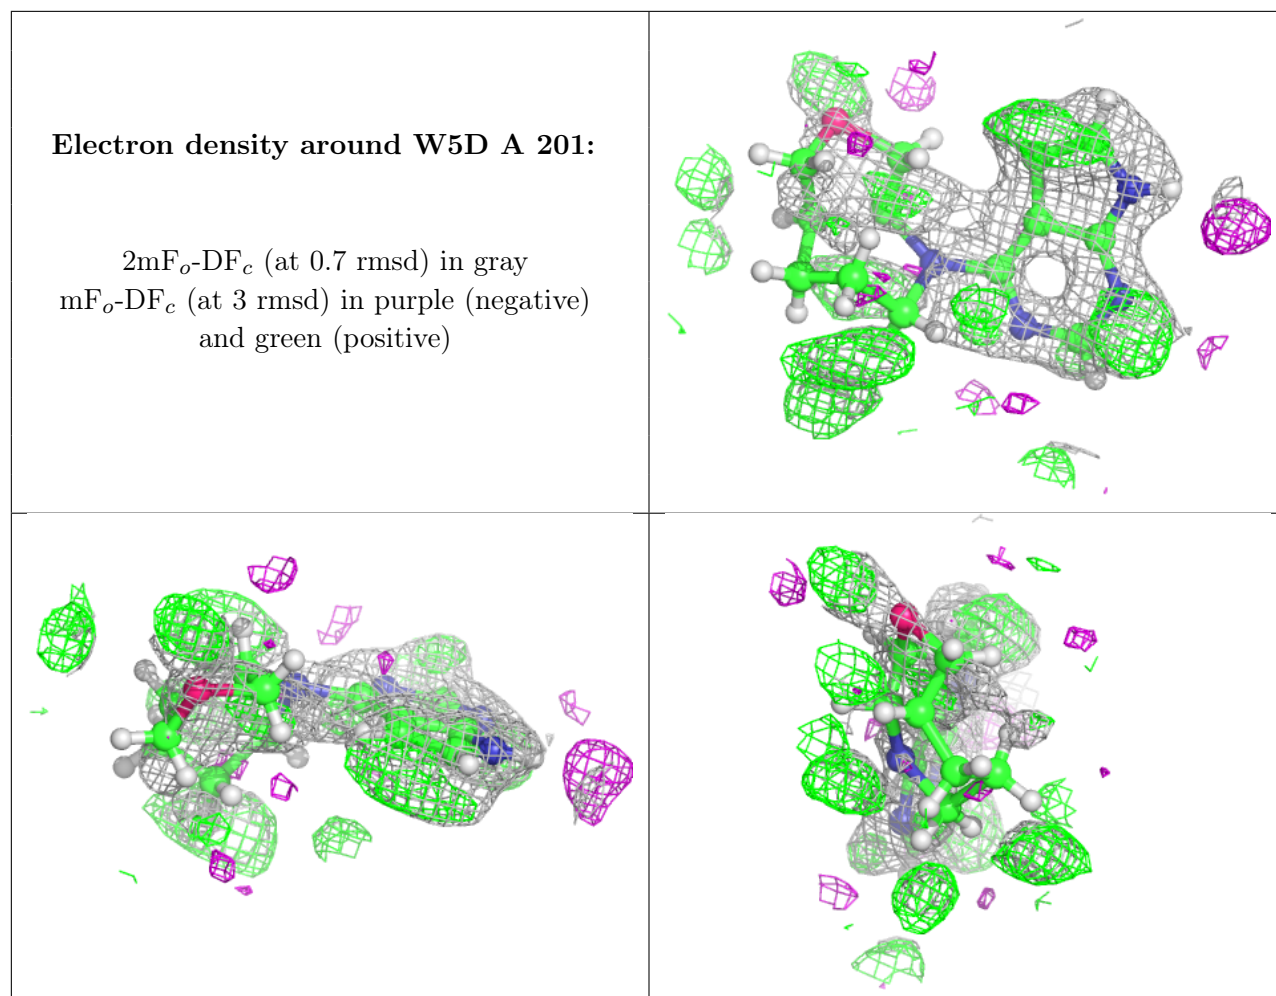 Electron density around W5D A 201:
2mFo-DFc (at 0.7 rmsd) in gray
mFo-DFc (at 3 rmsd) in purple (negative)
and green (positive)